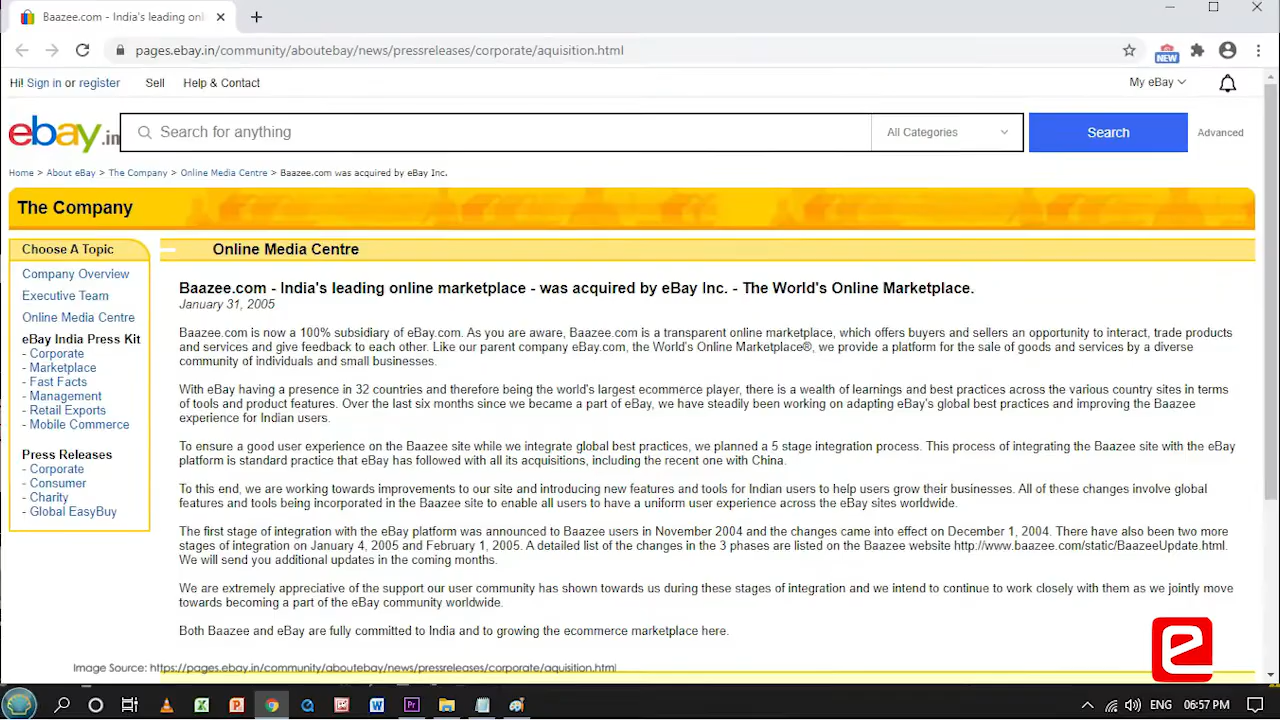 Baazee.com - India's leading onl
pages.ebay.in/community/aboutebay/news/pressreleases/corporate/aquisition.html
NEW
Hi! Sign in or register Sell Help & Contact My eBay
ebay.in Search for anything All Categories Search Advanced
Home > About eBay > The Company > Online Media Centre > Baazee.com was acquired by eBay Inc.
The Company
Choose A Topic
Company Overview
Executive Team
Online Media Centre
eBay India Press Kit
- Corporate
- Marketplace
- Fast Facts
- Management
- Retail Exports
- Mobile Commerce
Press Releases
- Corporate
- Consumer
- Charity
- Global EasyBuy
Online Media Centre
Baazee.com - India's leading online marketplace - was acquired by eBay Inc. - The World's Online Marketplace.
January 31, 2005
Baazee.com is now a 100% subsidiary of eBay.com. As you are aware, Baazee.com is a transparent online marketplace, which offers buyers and sellers an opportunity to interact, trade products
and services and give feedback to each other. Like our parent company eBay.com, the World's Online Marketplace®, we provide a platform for the sale of goods and services by a diverse
community of individuals and small businesses.
With eBay having a presence in 32 countries and therefore being the world's largest ecommerce player, there is a wealth of learnings and best practices across the various country sites in terms
of tools and product features. Over the last six months since we became a part of eBay, we have steadily been working on adapting eBay's global best practices and improving the Baazee
experience for Indian users.
To ensure a good user experience on the Baazee site while we integrate global best practices, we planned a 5 stage integration process. This process of integrating the Baazee site with the eBay
platform is standard practice that eBay has followed with all its acquisitions, including the recent one with China.
To this end, we are working towards improvements to our site and introducing new features and tools for Indian users to help users grow their businesses. All of these changes involve global
features and tools being incorporated in the Baazee site to enable all users to have a uniform user experience across the eBay sites worldwide.
The first stage of integration with the eBay platform was announced to Baazee users in November 2004 and the changes came into effect on December 1, 2004. There have also been two more
stages of integration on January 4, 2005 and February 1, 2005. A detailed list of the changes in the 3 phases are listed on the Baazee website http://www.baazee.com/static/BaazeeUpdate.html.
We will send you additional updates in the coming months.
We are extremely appreciative of the support our user community has shown towards us during these stages of integration and we intend to continue to work closely with them as we jointly move
towards becoming a part of the eBay community worldwide.
Both Baazee and eBay are fully committed to India and to growing the ecommerce marketplace here.
Image Source: https://pages.ebay.in/community/aboutebay/news/pressreleases/corporate/aquisition.html
e
ENG 06:57 PM